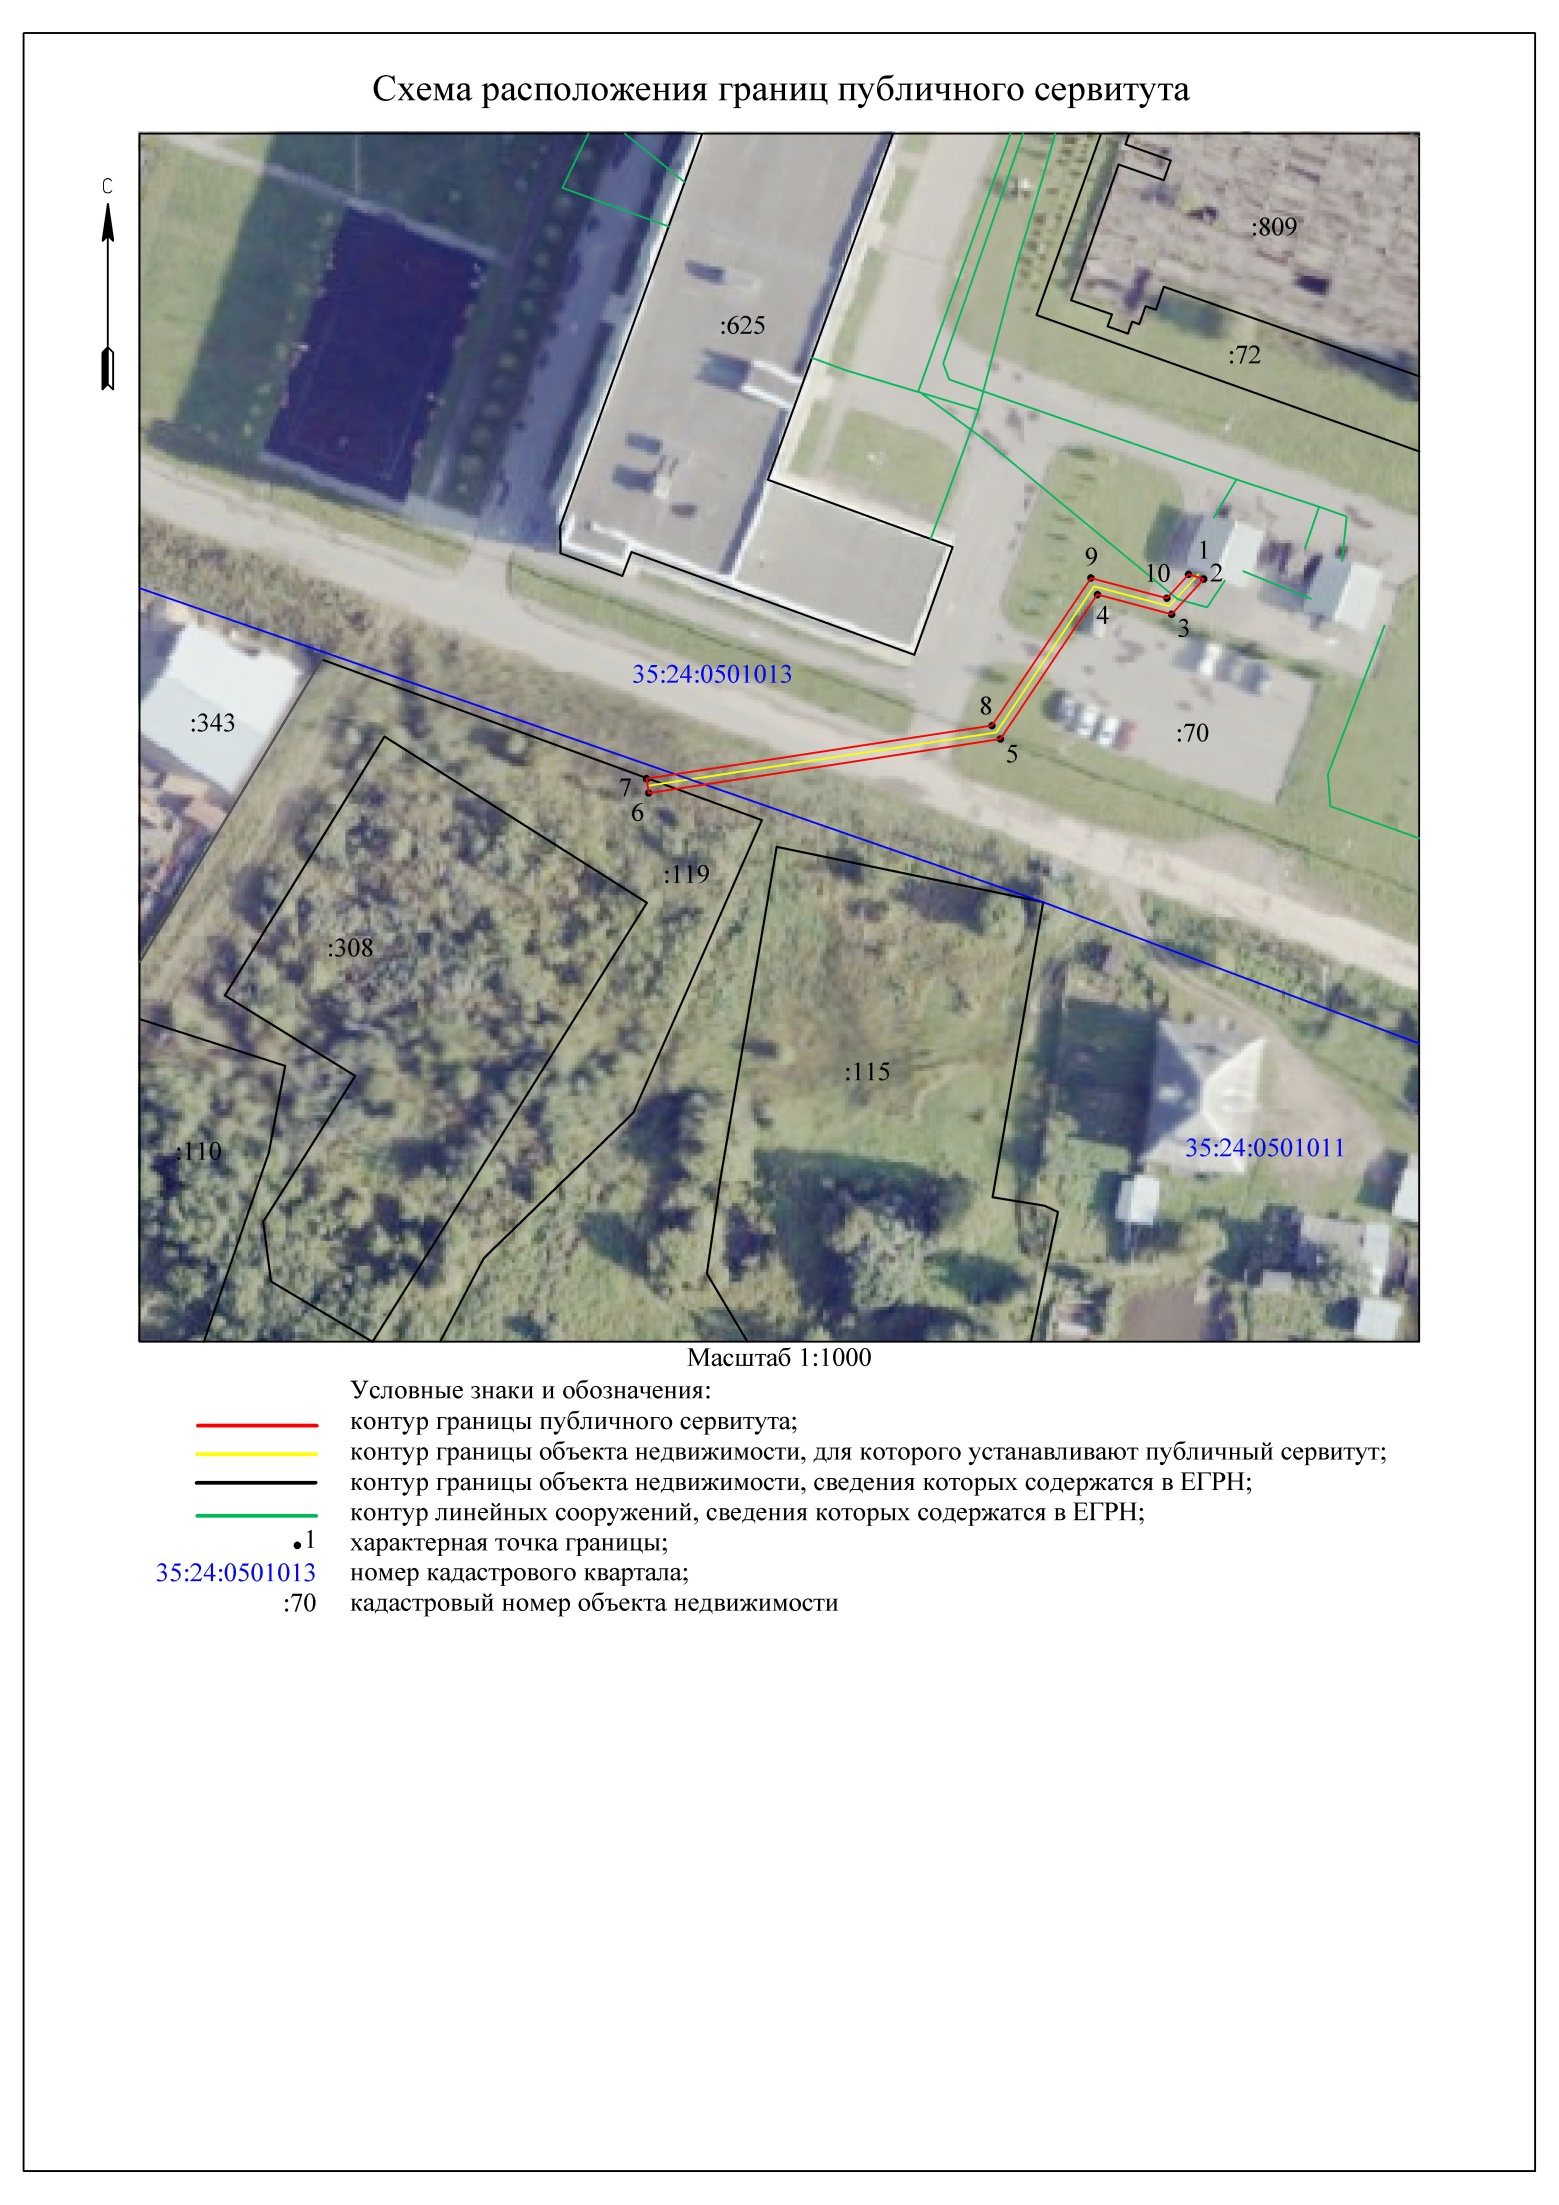 Схема расположения границ публичного сервитута
С
:809
:625
:72
1
9
10
2
4
3
35:24:0501013
8
:343
:70
5
7
6
:119
:308
:115
35:24:0501011
:110
Масштаб 1:1000
Условные знаки и обозначения:
контур границы публичного сервитута;
контур границы объекта недвижимости, для которого устанавливают публичный сервитут;
контур границы объекта недвижимости, сведения которых содержатся в ЕГРН;
контур линейных сооружений, сведения которых содержатся в ЕГРН;
•1 характерная точка границы;
35:24:0501013 номер кадастрового квартала;
:70 кадастровый номер объекта недвижимости